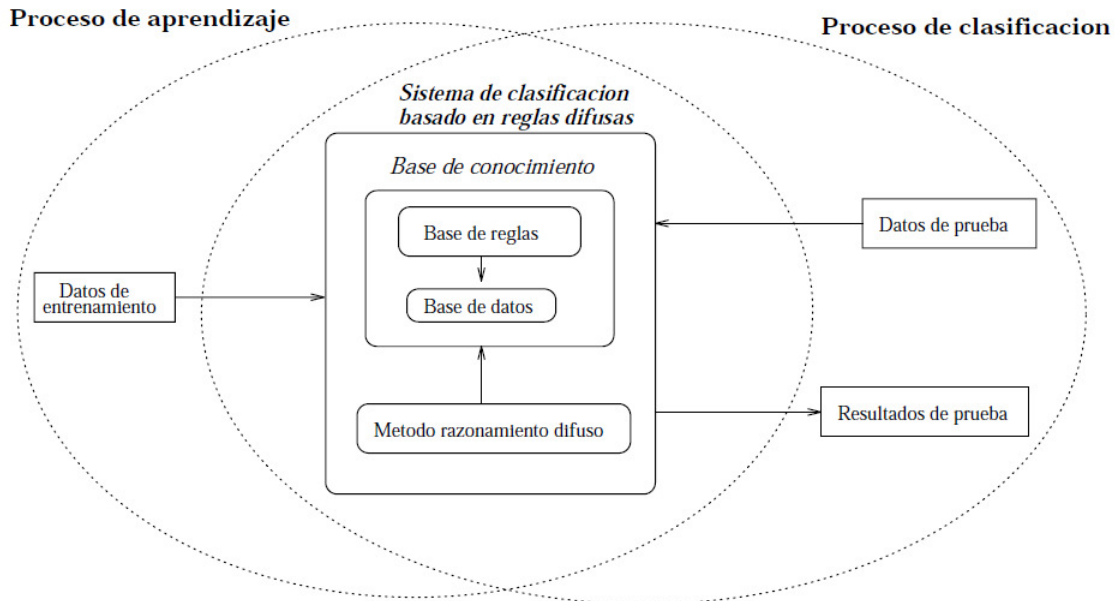 Proceso de aprendizaje
Proceso de clasificacion
Sistema de clasificacion
basado en reglas difusas
Base de conocimiento
Base de reglas
Datos de prueba
Datos de
entrenamiento
Base de datos
Metodo razonamiento difuso
Resultados de prueba